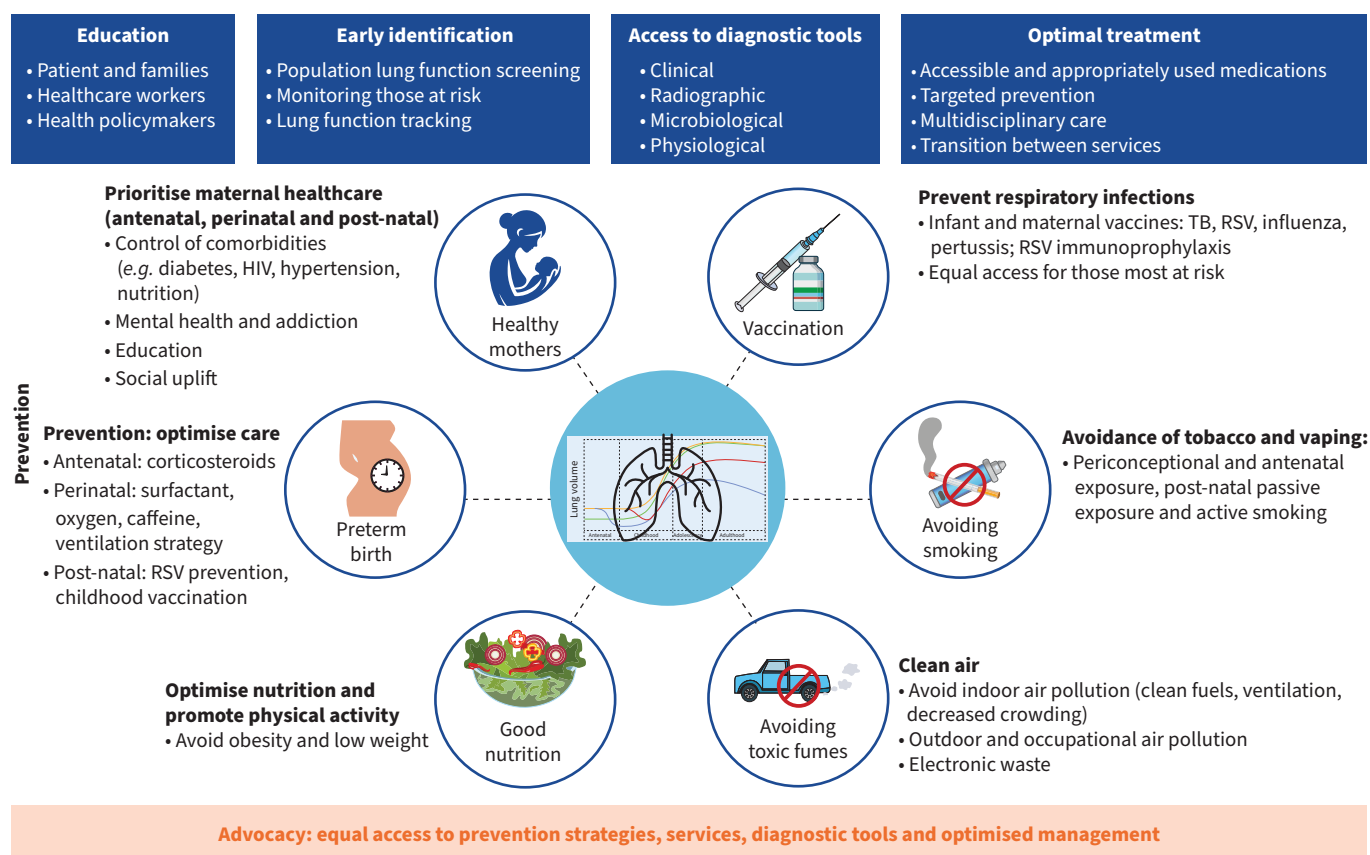 Education
• Patient and families
• Healthcare workers
• Health policymakers
Early identification
• Population lung function screening
• Monitoring those at risk
• Lung function tracking
Access to diagnostic tools
• Clinical
• Radiographic
• Microbiological
• Physiological
Optimal treatment
• Accessible and appropriately used medications
• Targeted prevention
• Multidisciplinary care
• Transition between services
Prevention
Prioritise maternal healthcare
(antenatal, perinatal and post-natal)
• Control of comorbidities
(e.g. diabetes, HIV, hypertension,
nutrition)
• Mental health and addiction
• Education
• Social uplift
Healthy
mothers
Vaccination
Prevent respiratory infections
• Infant and maternal vaccines: TB, RSV, influenza,
pertussis; RSV immunoprophylaxis
• Equal access for those most at risk
Prevention: optimise care
• Antenatal: corticosteroids
• Perinatal: surfactant,
oxygen, caffeine,
ventilation strategy
• Post-natal: RSV prevention,
childhood vaccination
Preterm
birth
Lung volume
Antenatal
Childhood
Adulthood
Avoiding
smoking
Avoidance of tobacco and vaping:
• Periconceptional and antenatal
exposure, post-natal passive
exposure and active smoking
Optimise nutrition and
promote physical activity
• Avoid obesity and low weight
Good
nutrition
Avoiding
toxic fumes
Clean air
• Avoid indoor air pollution (clean fuels, ventilation,
decreased crowding)
• Outdoor and occupational air pollution
• Electronic waste
Advocacy: equal access to prevention strategies, services, diagnostic tools and optimised management